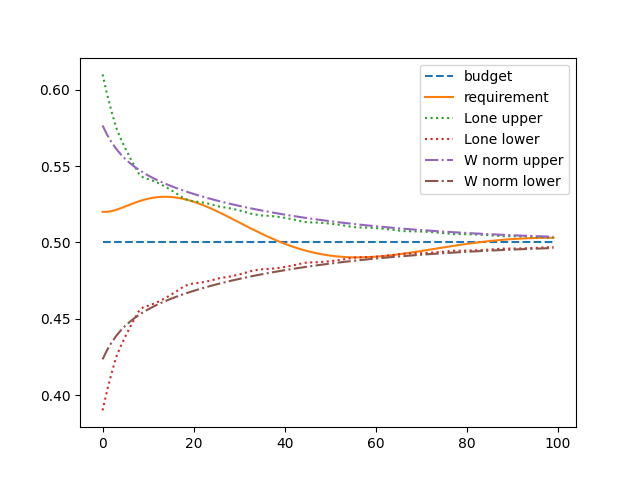 budget
requirement
Lone upper
Lone lower
W norm upper
W norm lower
0.60
0.55
0.50
0.45
0.40
0 20 40 60 80 100